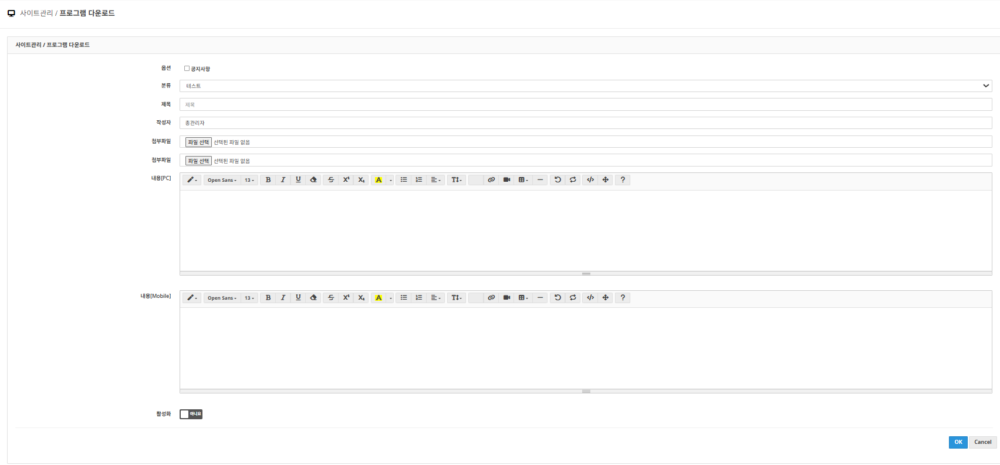 사이트관리 / 프로그램 다운로드
사이트관리 / 프로그램 다운로드
옵션 공지사항
분류 테스트
제목 제목
작성자 총관리자
첨부파일 파일 선택 선택된 파일 없음
첨부파일 파일 선택 선택된 파일 없음
내용[PC] Open Sans 13 B I U S X² X₂ A T ?
내용[Mobile] Open Sans 13 B I U S X² X₂ A T ?
활성화 아니요
OK Cancel